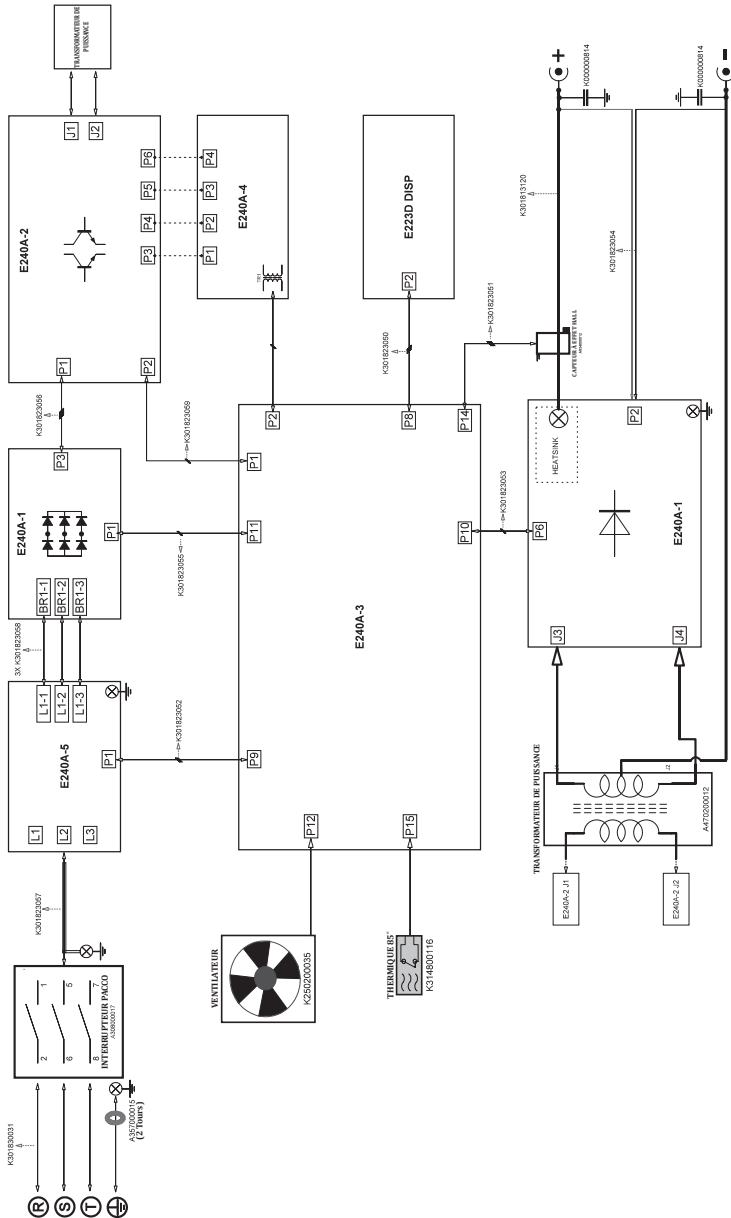 R
S
T
K301830031
A357000015
(2 Tours)
INTERRUPTEUR PACCO
A308000017
2
1
6
5
8
7
K301823057
E240A-5
L1
L2
L3
L1-1
L1-2
L1-3
P1
3X K301823058
K301823052
E240A-1
BR1-1
BR1-2
BR1-3
P3
P1
K301823055
K301823056
E240A-2
P1
P2
P3
P4
P5
P6
J1
J2
K301823059
TRANSFORMATEUR DE
PUISSANCE
E240A-4
P1
P2
P3
P4
TR1
E223D DISP
P2
K301823050
E240A-3
P9
P11
P1
P2
P8
P14
P10
P12
P15
VENTILATEUR
K250200035
THERMIQUE 85°
K314800116
K301823051
K301823053
CAPTEUR A EFFET HALL
E240A-1
HEATSINK
P6
P2
J3
J4
K301813120
K301823054
+
K000000814
-
K000000814
TRANSFORMATEUR DE PUISSANCE
A470200012
J1
J2
E240A-2 J1
E240A-2 J2